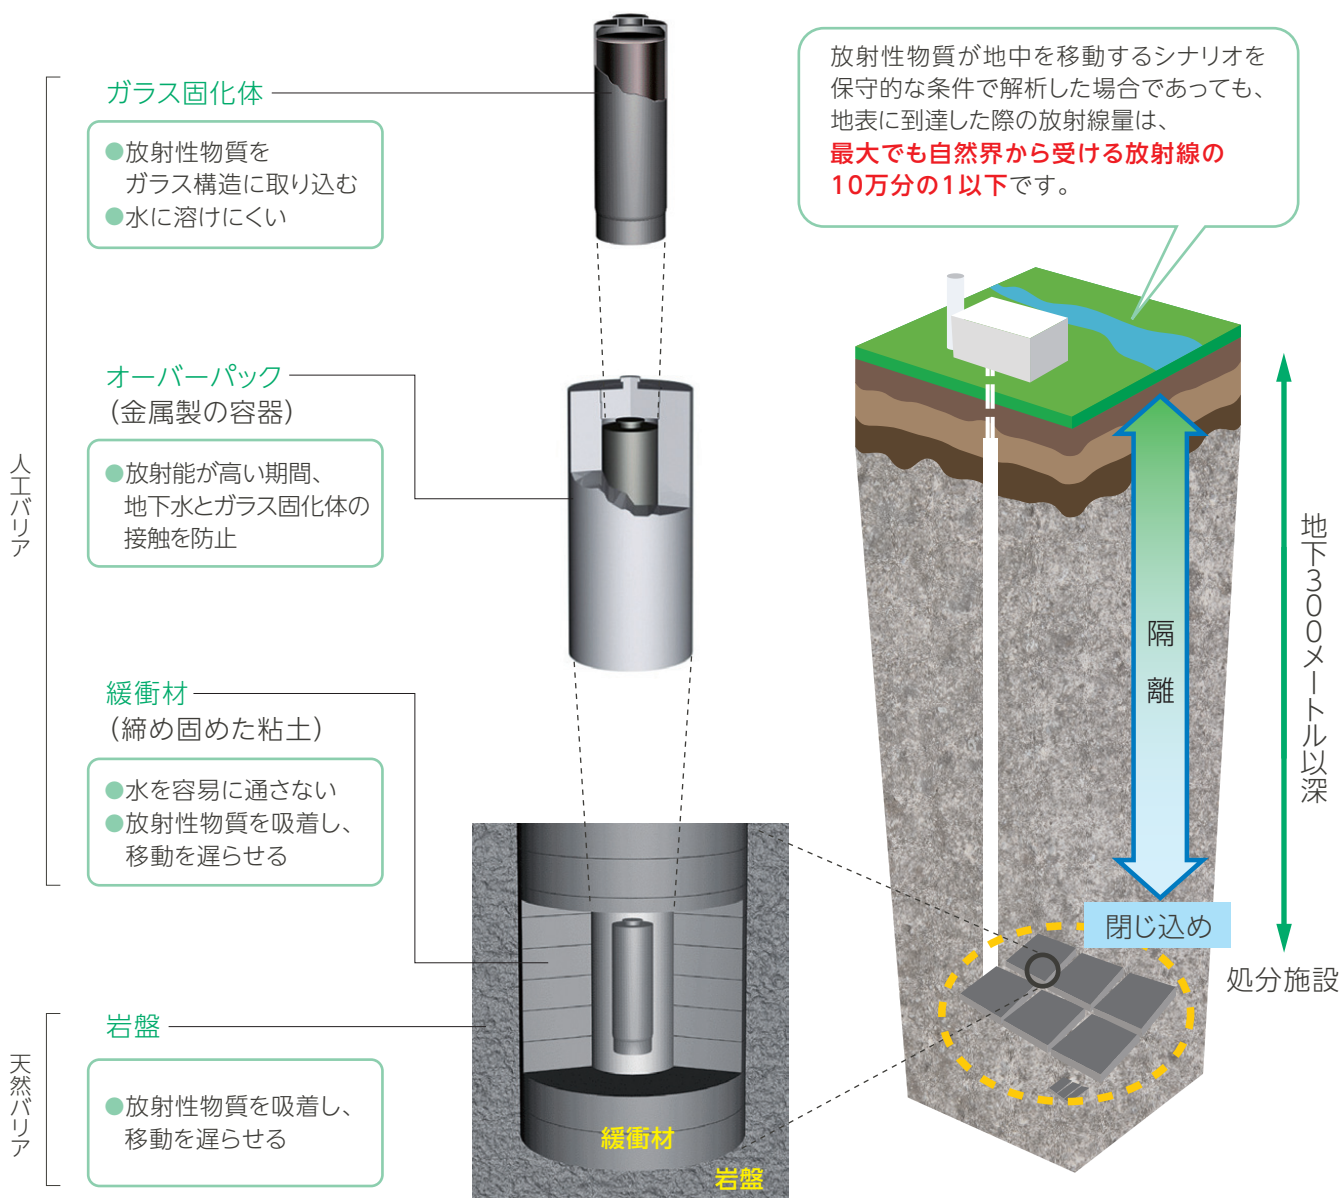 ガラス固化体
●放射性物質を
ガラス構造に取り込む
●水に溶けにくい
オーバーパック
(金属製の容器)
●放射能が高い期間、
地下水とガラス固化体の
接触を防止
人工バリア
緩衝材
(締め固めた粘土)
●水を容易に通さない
●放射性物質を吸着し、
移動を遅らせる
岩盤
天然バリア
●放射性物質を吸着し、
移動を遅らせる
緩衝材
岩盤
放射性物質が地中を移動するシナリオを
保守的な条件で解析した場合であっても、
地表に到達した際の放射線量は、
最大でも自然界から受ける放射線の
10万分の1以下です。
隔離
地下300メートル以深
閉じ込め
処分施設